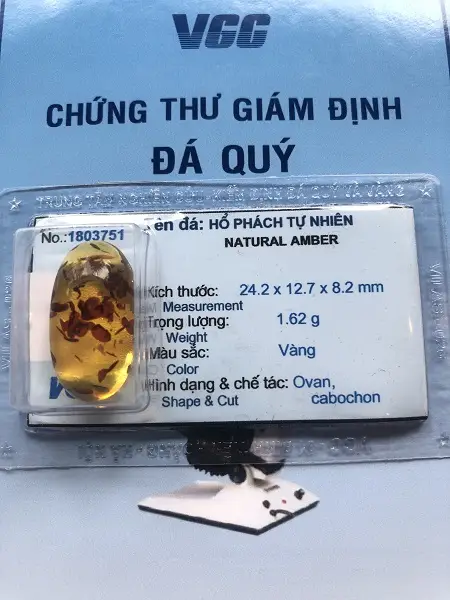 VGC
CHỨNG THƯ GIÁM ĐỊNH
ĐÁ QUÝ
No.:1803751
ên đá: HỔ PHÁCH TỰ NHIÊN
NATURAL AMBER
Kích thước: 24.2 x 12.7 x 8.2 mm
Measurement
Trọng lượng: 1.62 g
Weight
Màu sắc: Vàng
Color
Hình dạng & chế tác: Ovan,
Shape & Cut cabochon